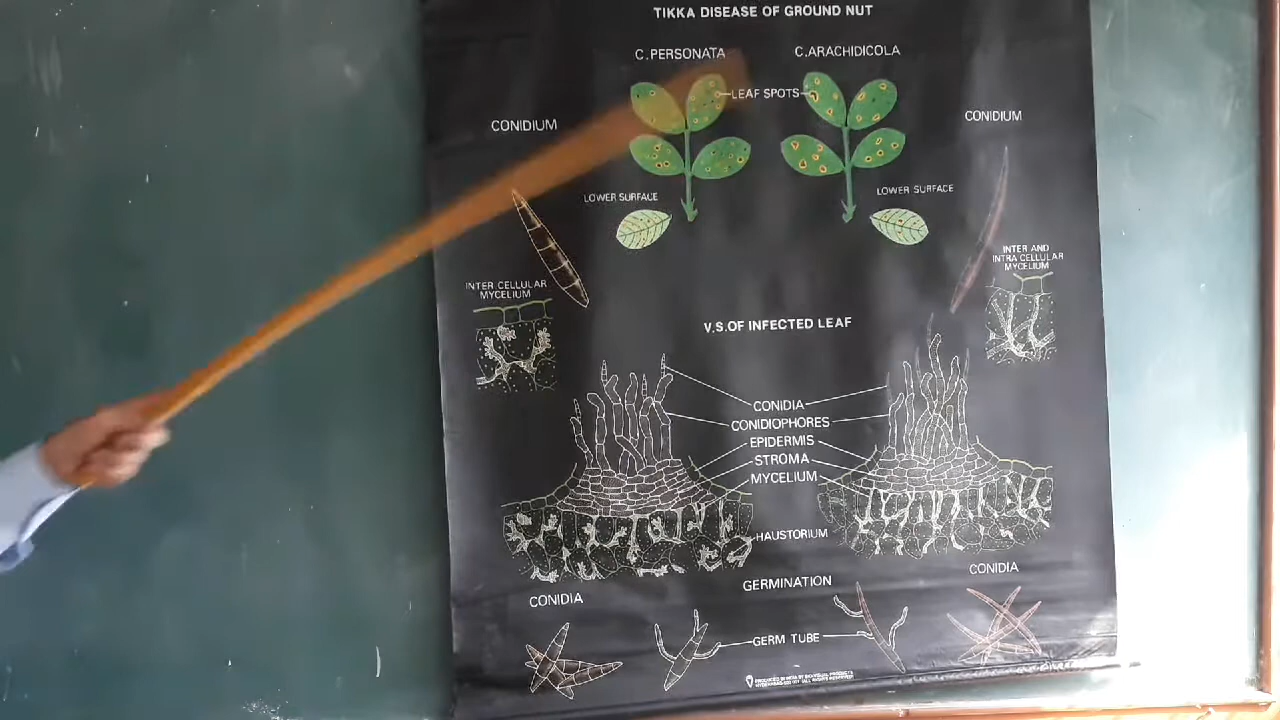 TIKKA DISEASE OF GROUND NUT
C.PERSONATA
C.ARACHIDICOLA
LEAF SPOTS
CONIDIUM
CONIDIUM
LOWER SURFACE
LOWER SURFACE
INTER CELLULAR
MYCELIUM
INTER AND
INTRA CELLULAR
MYCELIUM
V.S.OF INFECTED LEAF
CONIDIA
CONIDIOPHORES
EPIDERMIS
STROMA
MYCELIUM
HAUSTORIUM
CONIDIA
GERMINATION
CONIDIA
GERM TUBE